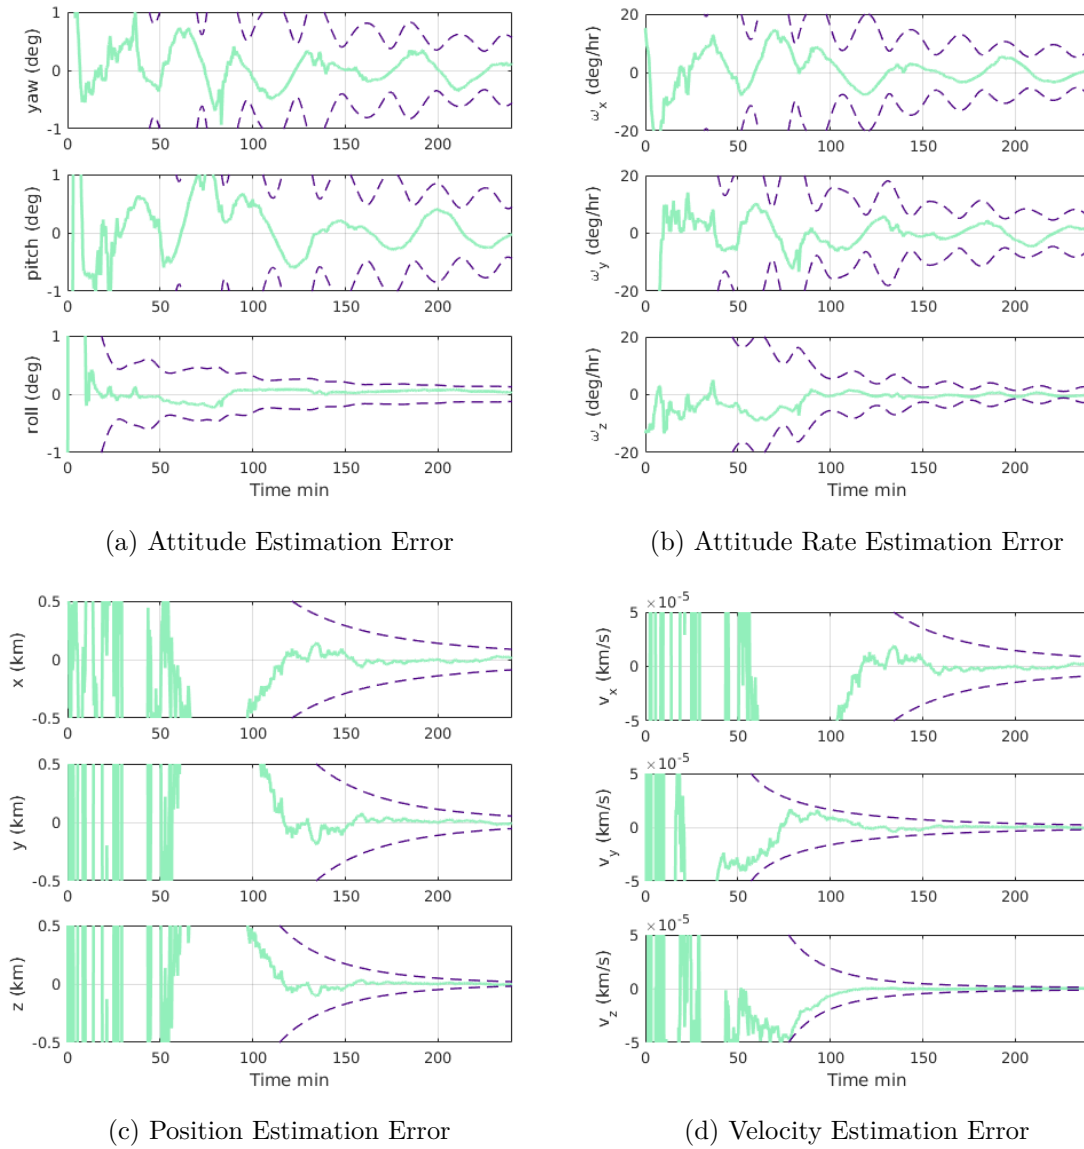 1
0
-1
yaw (deg)
0 50 100 150 200
1
0
-1
pitch (deg)
0 50 100 150 200
1
0
-1
roll (deg)
0 50 100 150 200
Time min
(a) Attitude Estimation Error
20
0
-20
ω_x (deg/hr)
0 50 100 150 200
20
0
-20
ω_y (deg/hr)
0 50 100 150 200
20
0
-20
ω_z (deg/hr)
0 50 100 150 200
Time min
(b) Attitude Rate Estimation Error
0.5
0
-0.5
x (km)
0 50 100 150 200
0.5
0
-0.5
y (km)
0 50 100 150 200
0.5
0
-0.5
z (km)
0 50 100 150 200
Time min
(c) Position Estimation Error
×10⁻⁵
5
0
-5
v_x (km/s)
0 50 100 150 200
×10⁻⁵
5
0
-5
v_y (km/s)
0 50 100 150 200
×10⁻⁵
5
0
-5
v_z (km/s)
0 50 100 150 200
Time min
(d) Velocity Estimation Error